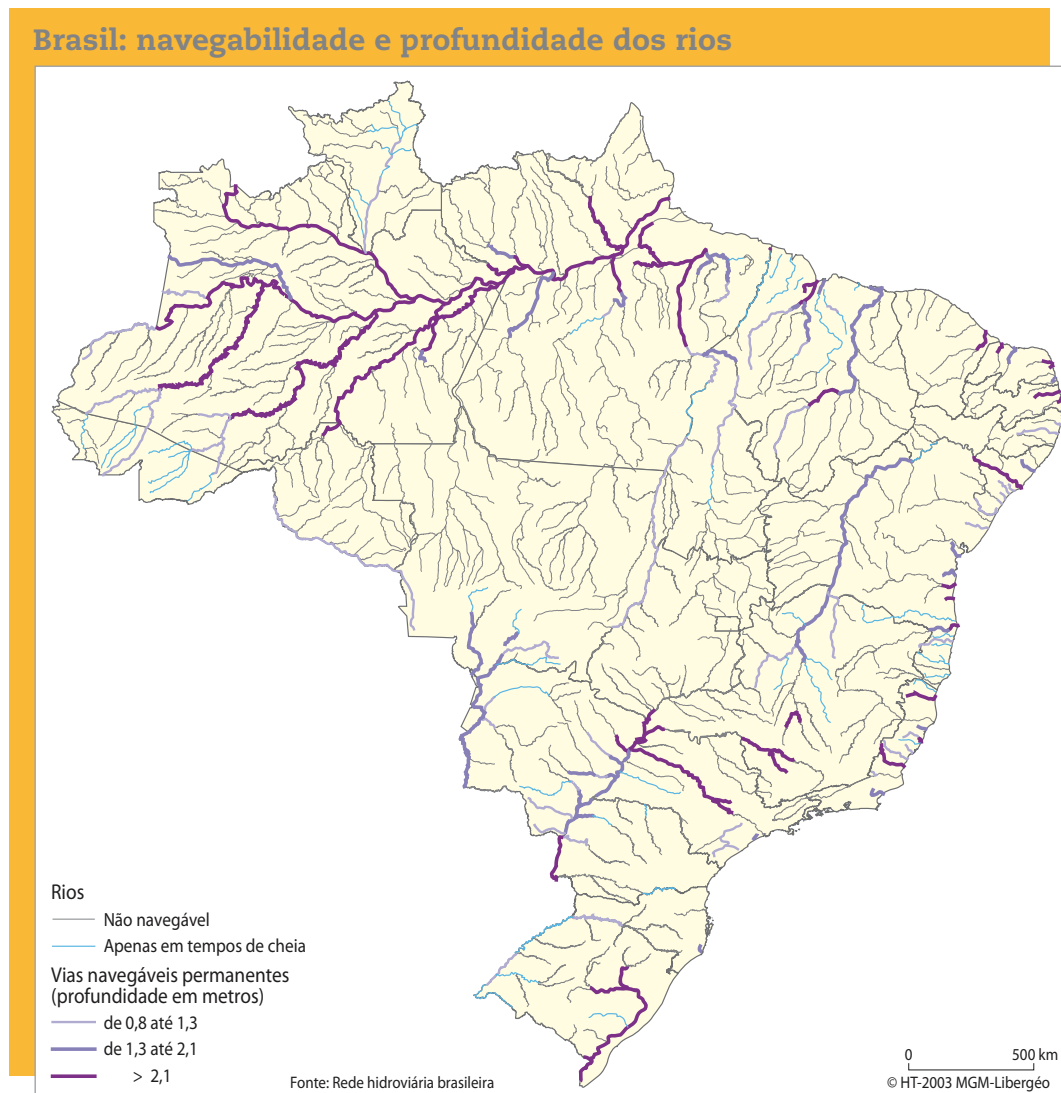 Brasil: navegabilidade e profundidade dos rios
Rios
Não navegável
Apenas em tempos de cheia
Vias navegáveis permanentes
(profundidade em metros)
de 0,8 até 1,3
de 1,3 até 2,1
> 2,1
Fonte: Rede hidroviária brasileira
0 500 km
© HT-2003 MGM-Libergéo